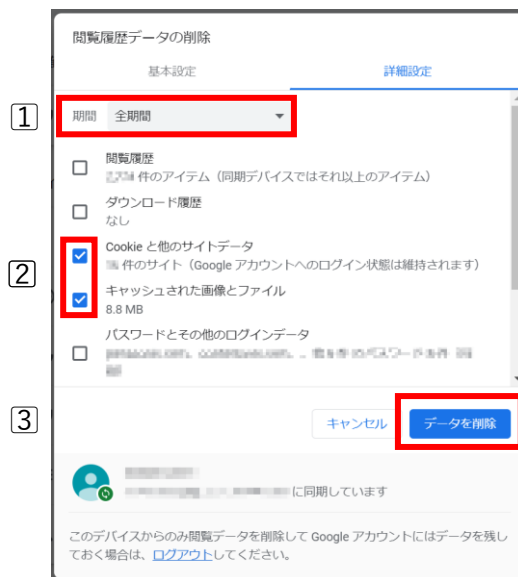 閲覧履歴データの削除
基本設定 詳細設定
1 期間 全期間
閲覧履歴
件のアイテム（同期デバイスではそれ以上のアイテム）
ダウンロード履歴
なし
2
Cookie と他のサイトデータ
件のサイト（Google アカウントへのログイン状態は維持されます）
キャッシュされた画像とファイル
8.8 MB
パスワードとその他のログインデータ
3 キャンセル データを削除
に同期しています
このデバイスからのみ閲覧データを削除して Google アカウントにはデータを残し
ておく場合は、ログアウトしてください。